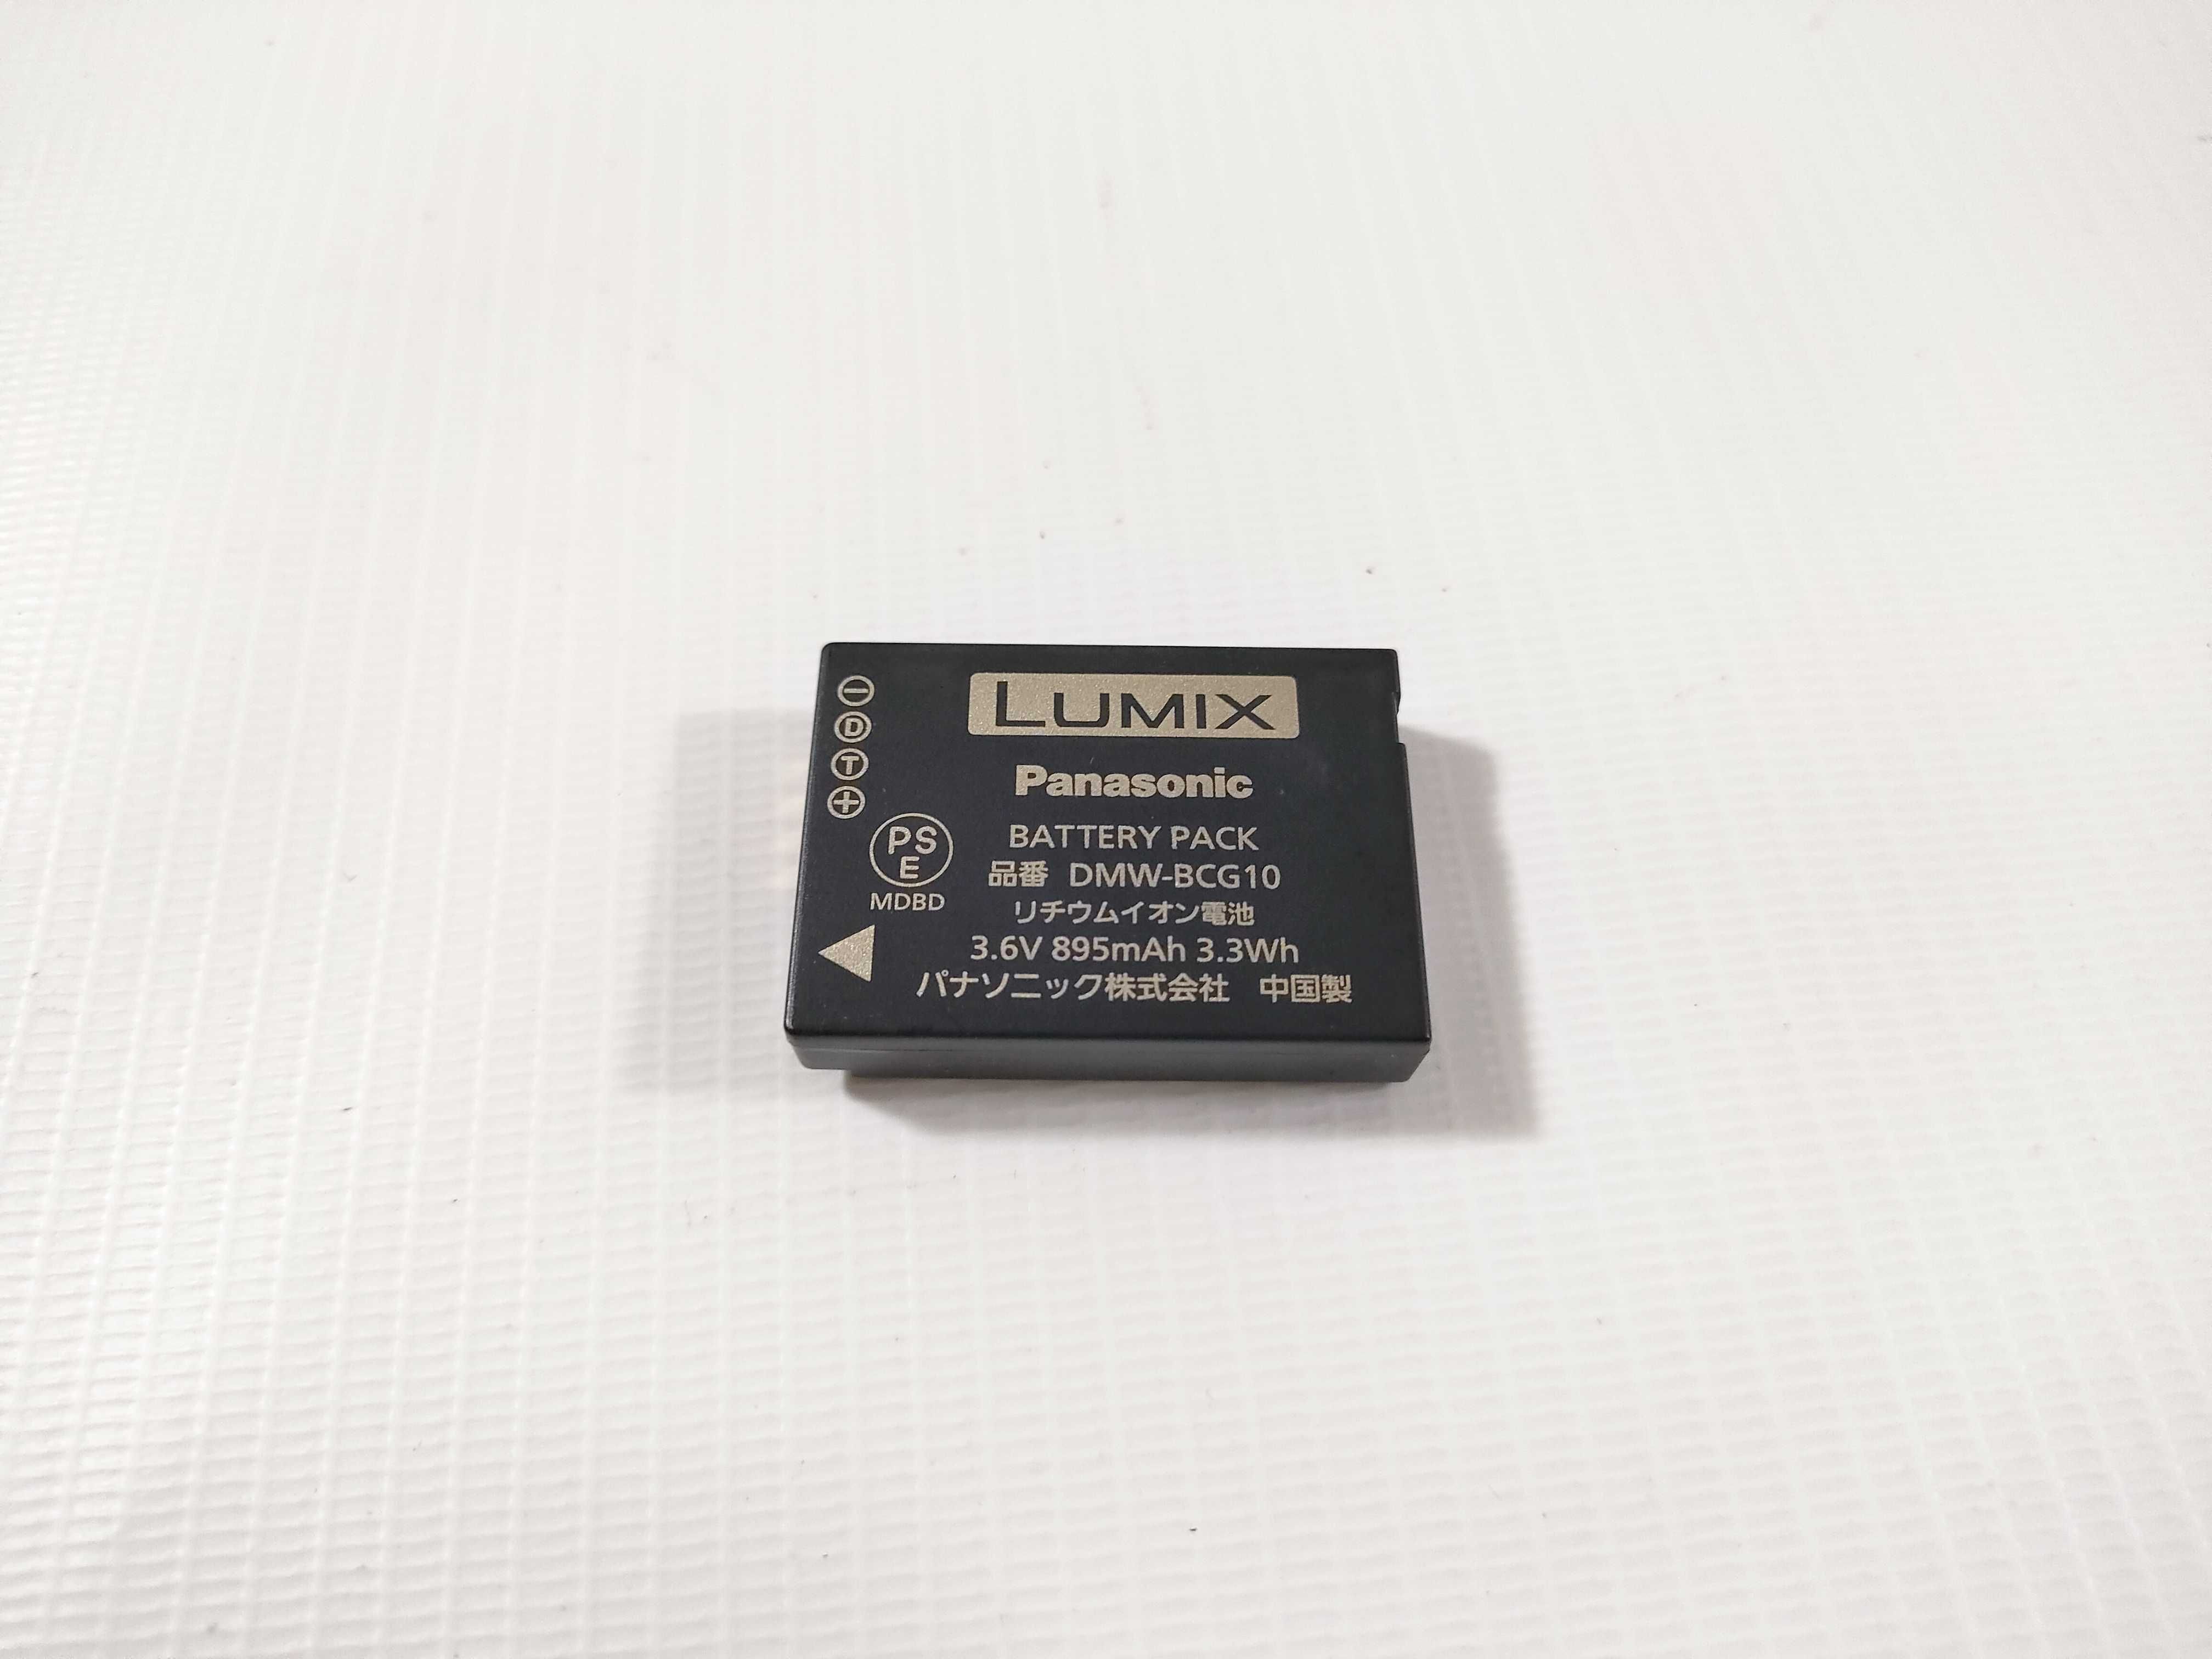 LUMIX
Panasonic
BATTERY PACK
品番 DMW-BCG10
リチウムイオン電池
3.6V 895mAh 3.3Wh
パナソニック株式会社 中国製
−
D
T
+
PS
E
MDBD